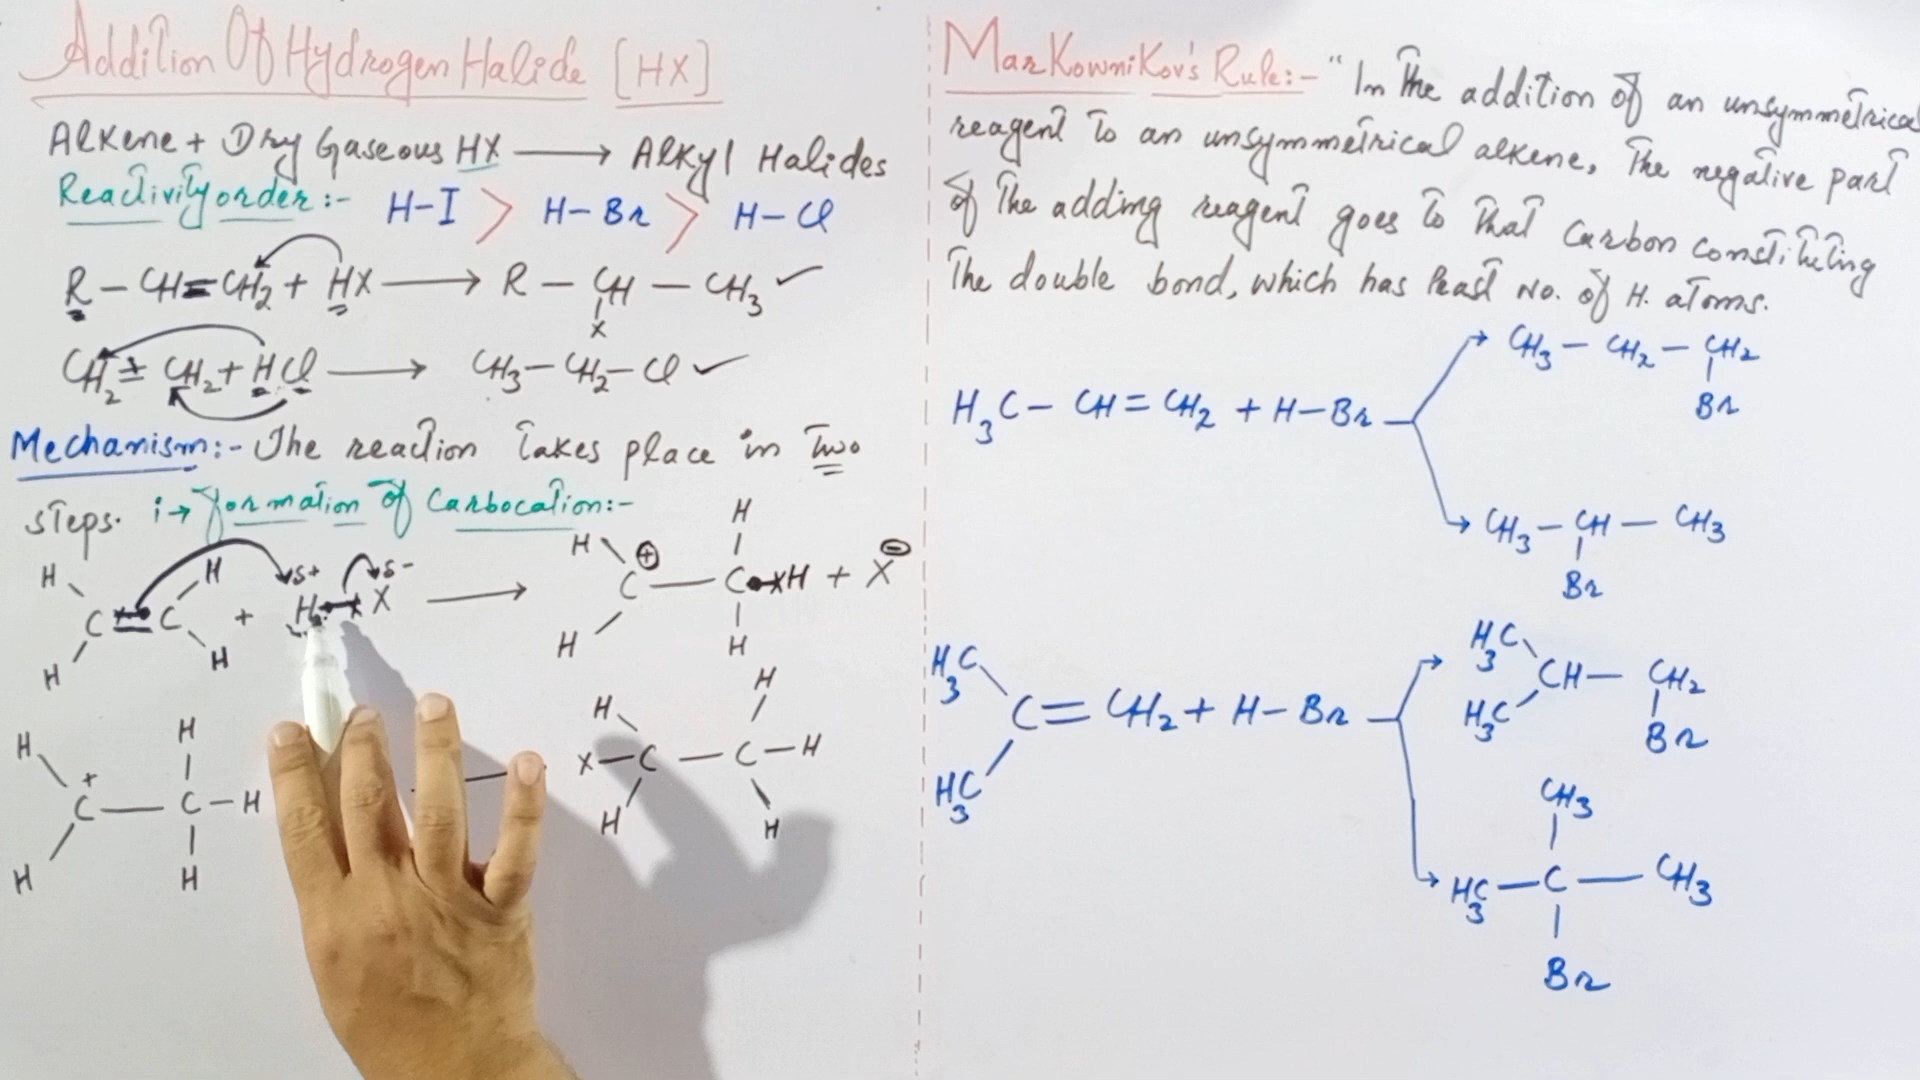 Addition Of Hydrogen Halide [HX]
Alkene + Dry Gaseous HX ⟶ Alkyl Halides
Reactivity order :- H-I > H-Br > H-Cl
R - CH = CH2 + HX ⟶ R - CH - CH3 ✓
X
CH2 = CH2 + HCl ⟶ CH3 - CH2 - Cl ✓
Mechanism:- The reaction takes place in Two
steps. i→ formation of Carbocation:-
H H δ+ δ- H ⊕ H
C = C + H - X ⟶ C - C - H + X⊖
H H H H
H H H H
C+ - C - H ⟶ X - C - C - H
H H H H
MarKowniKov's Rule:- "In the addition of an unsymmetrical
reagent to an unsymmetrical alkene, The negative part
of the adding reagent goes to that Carbon constituting
The double bond, which has least No. of H. atoms.
CH3 - CH2 - CH2
Br
H3C - CH = CH2 + H - Br
CH3 - CH - CH3
Br
H3C
H3C CH - CH2
H3C Br
C = CH2 + H - Br
H3C
CH3
H3C - C - CH3
Br